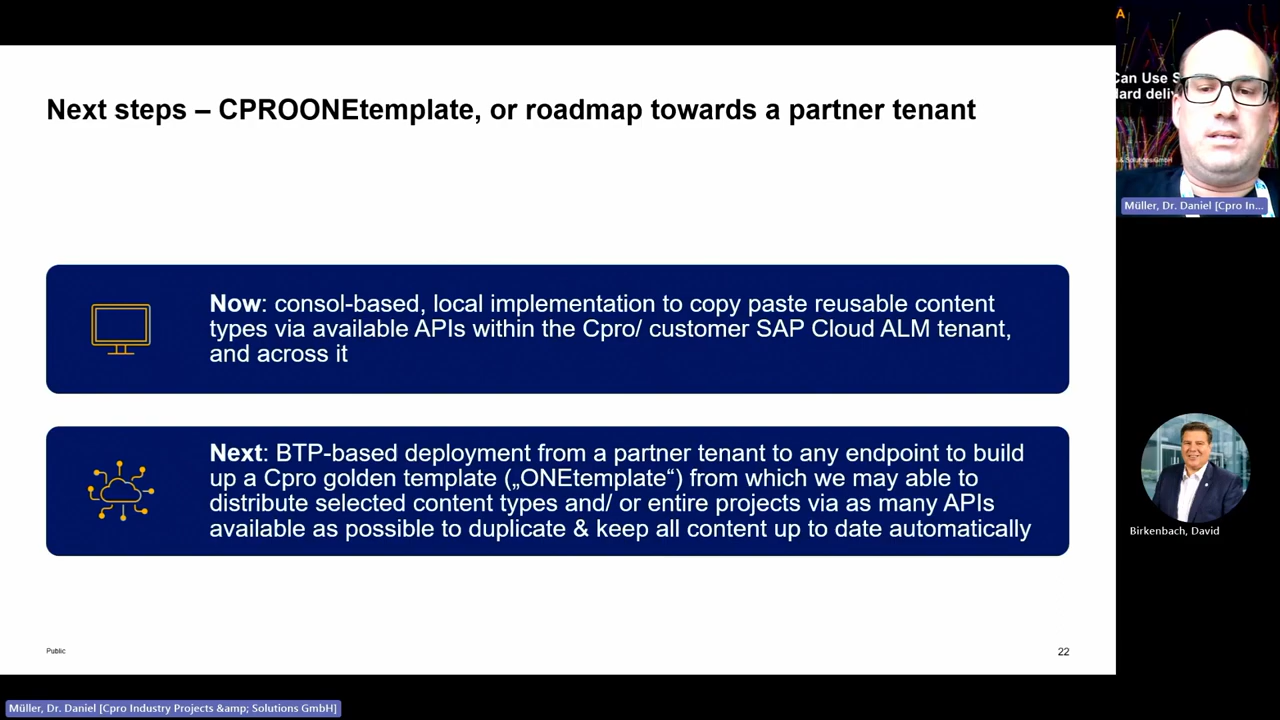 Next steps – CPROONEtemplate, or roadmap towards a partner tenant
Now: consol-based, local implementation to copy paste reusable content
types via available APIs within the Cpro/ customer SAP Cloud ALM tenant,
and across it
Next: BTP-based deployment from a partner tenant to any endpoint to build
up a Cpro golden template („ONEtemplate“) from which we may able to
distribute selected content types and/ or entire projects via as many APIs
available as possible to duplicate & keep all content up to date automatically
Public
22
A
Can Use S
dard deliv
Müller, Dr. Daniel [Cpro In...
Birkenbach, David
Müller, Dr. Daniel [Cpro Industry Projects &amp; Solutions GmbH]